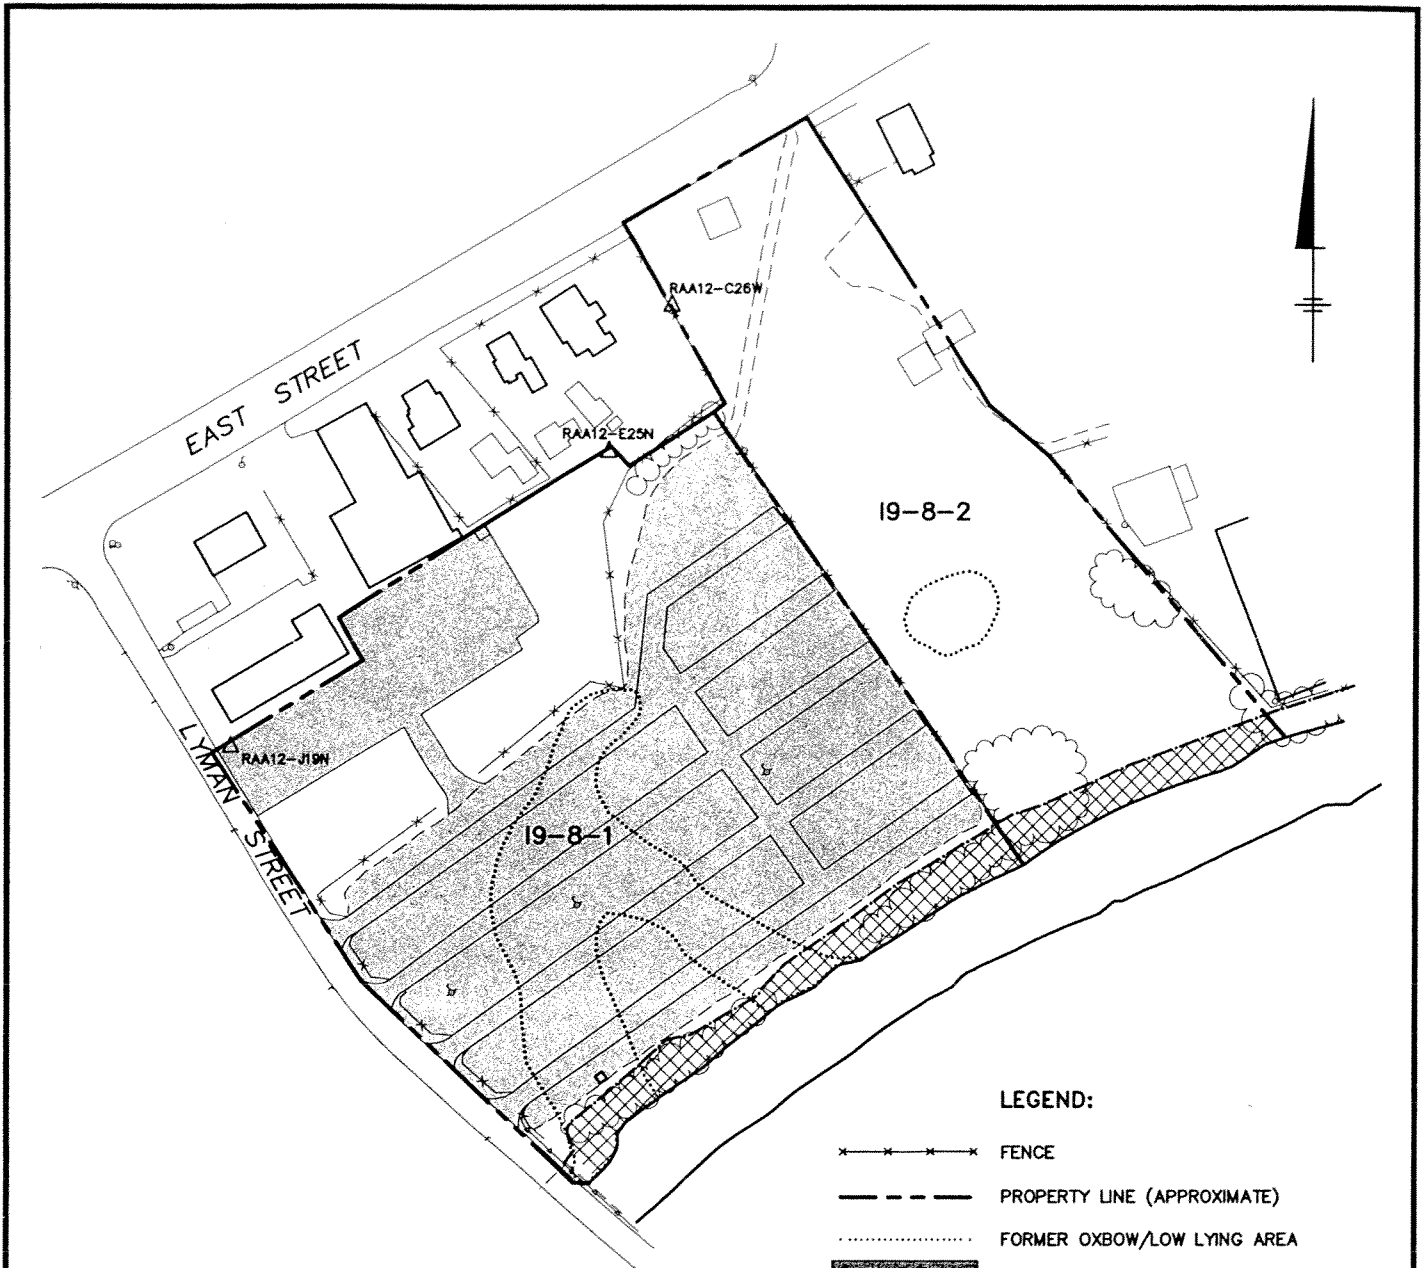 RAA12-C26W
EAST STREET
RAA12-E25N
19-8-2
LYMAN STREET
RAA12-J19N
19-8-1
LEGEND:
FENCE
PROPERTY LINE (APPROXIMATE)
FORMER OXBOW/LOW LYING AREA